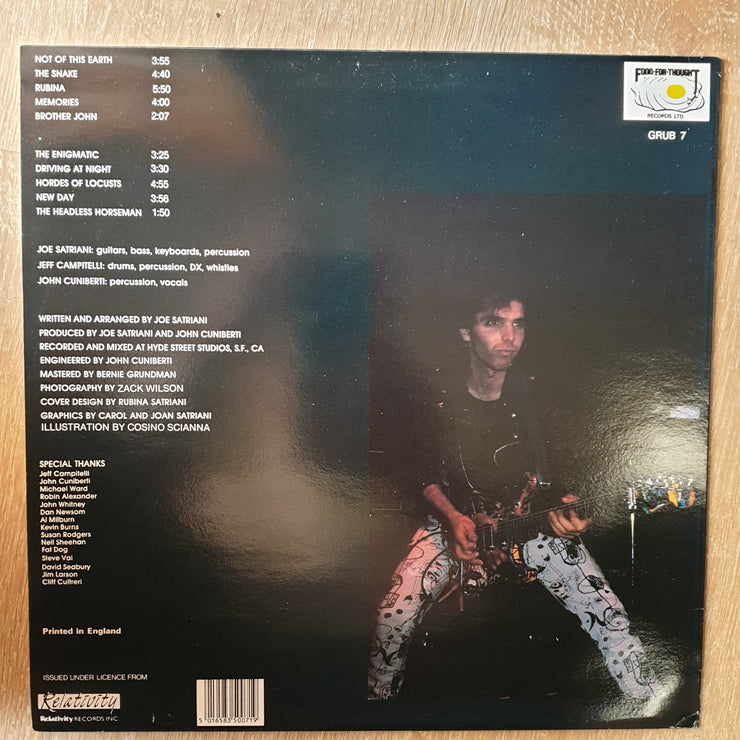 NOT OF THIS EARTH 3:55
THE SNAKE 4:40
RUBINA 5:50
MEMORIES 4:00
BROTHER JOHN 2:07
THE ENIGMATIC 3:25
DRIVING AT NIGHT 3:30
HORDES OF LOCUSTS 4:55
NEW DAY 3:56
THE HEADLESS HORSEMAN 1:50
JOE SATRIANI: guitars, bass, keyboards, percussion
JEFF CAMPITELLI: drums, percussion, DX, whistles
JOHN CUNIBERTI: percussion, vocals
WRITTEN AND ARRANGED BY JOE SATRIANI
PRODUCED BY JOE SATRIANI AND JOHN CUNIBERTI
RECORDED AND MIXED AT HYDE STREET STUDIOS, S.F., CA
ENGINEERED BY JOHN CUNIBERTI
MASTERED BY BERNIE GRUNDMAN
PHOTOGRAPHY BY ZACK WILSON
COVER DESIGN BY RUBINA SATRIANI
GRAPHICS BY CAROL AND JOAN SATRIANI
ILLUSTRATION BY COSINO SCIANNA
SPECIAL THANKS
Jeff Campitelli
John Cuniberti
Michael Ward
Robin Alexander
John Whitney
Dan Newsom
Al Milburn
Kevin Burns
Susan Rodgers
Neil Sheehan
Fat Dog
Steve Vai
David Seabury
Jim Larson
Cliff Cultreri
Printed in England
ISSUED UNDER LICENCE FROM
Relativity
Relativity RECORDS INC.
5 016583 500719
FOOD-FOR-THOUGHT
RECORDS LTD.
GRUB 7